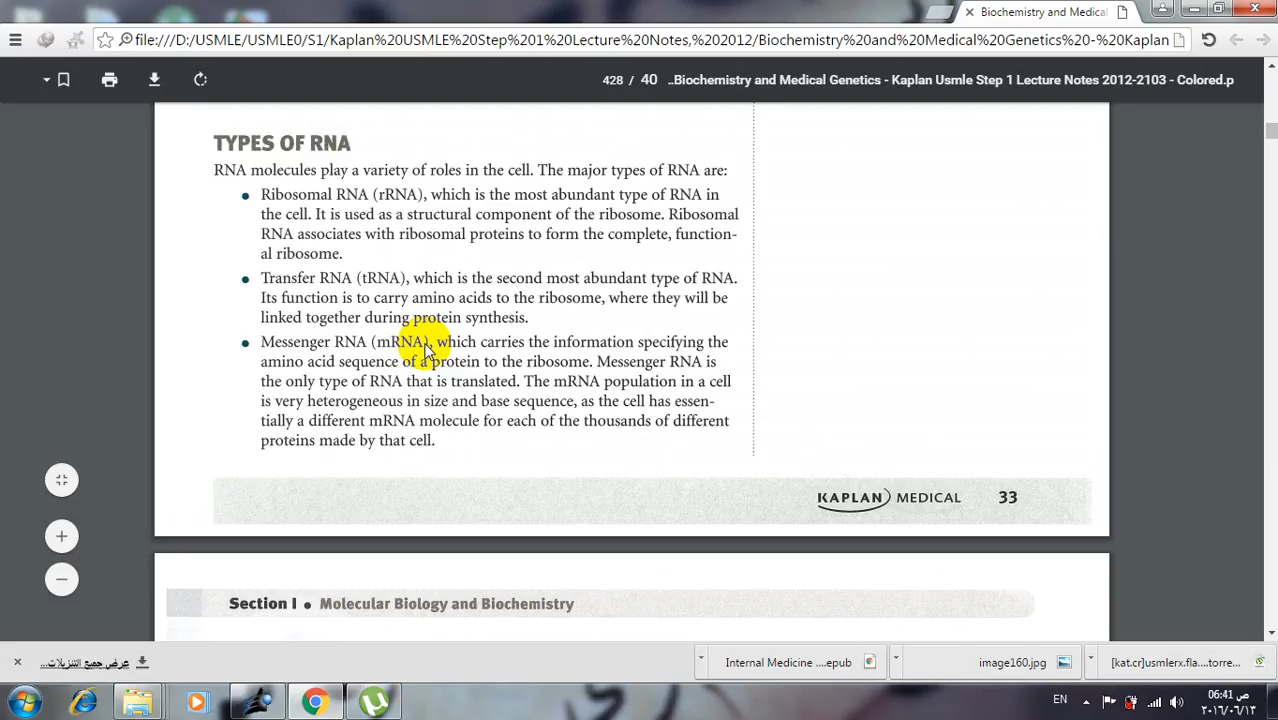 Biochemistry and Medical
file:///D:/USMLE/USMLE0/S1/Kaplan%20USMLE%20Step%201%20Lecture%20Notes,%202012/Biochemistry%20and%20Medical%20Genetics%20-%20Kaplan
428 / 40
..Biochemistry and Medical Genetics - Kaplan Usmle Step 1 Lecture Notes 2012-2103 - Colored.p
TYPES OF RNA
RNA molecules play a variety of roles in the cell. The major types of RNA are:
• Ribosomal RNA (rRNA), which is the most abundant type of RNA in
the cell. It is used as a structural component of the ribosome. Ribosomal
RNA associates with ribosomal proteins to form the complete, function-
al ribosome.
• Transfer RNA (tRNA), which is the second most abundant type of RNA.
Its function is to carry amino acids to the ribosome, where they will be
linked together during protein synthesis.
• Messenger RNA (mRNA), which carries the information specifying the
amino acid sequence of a protein to the ribosome. Messenger RNA is
the only type of RNA that is translated. The mRNA population in a cell
is very heterogeneous in size and base sequence, as the cell has essen-
tially a different mRNA molecule for each of the thousands of different
proteins made by that cell.
KAPLAN MEDICAL 33
Section I • Molecular Biology and Biochemistry
عرض جميع التنزيلات...
Internal Medicine ....epub
image160.jpg
[kat.cr]usmlerx.fla....torre...
EN
06:41 ص
٢٠١٦/٠٦/١٣